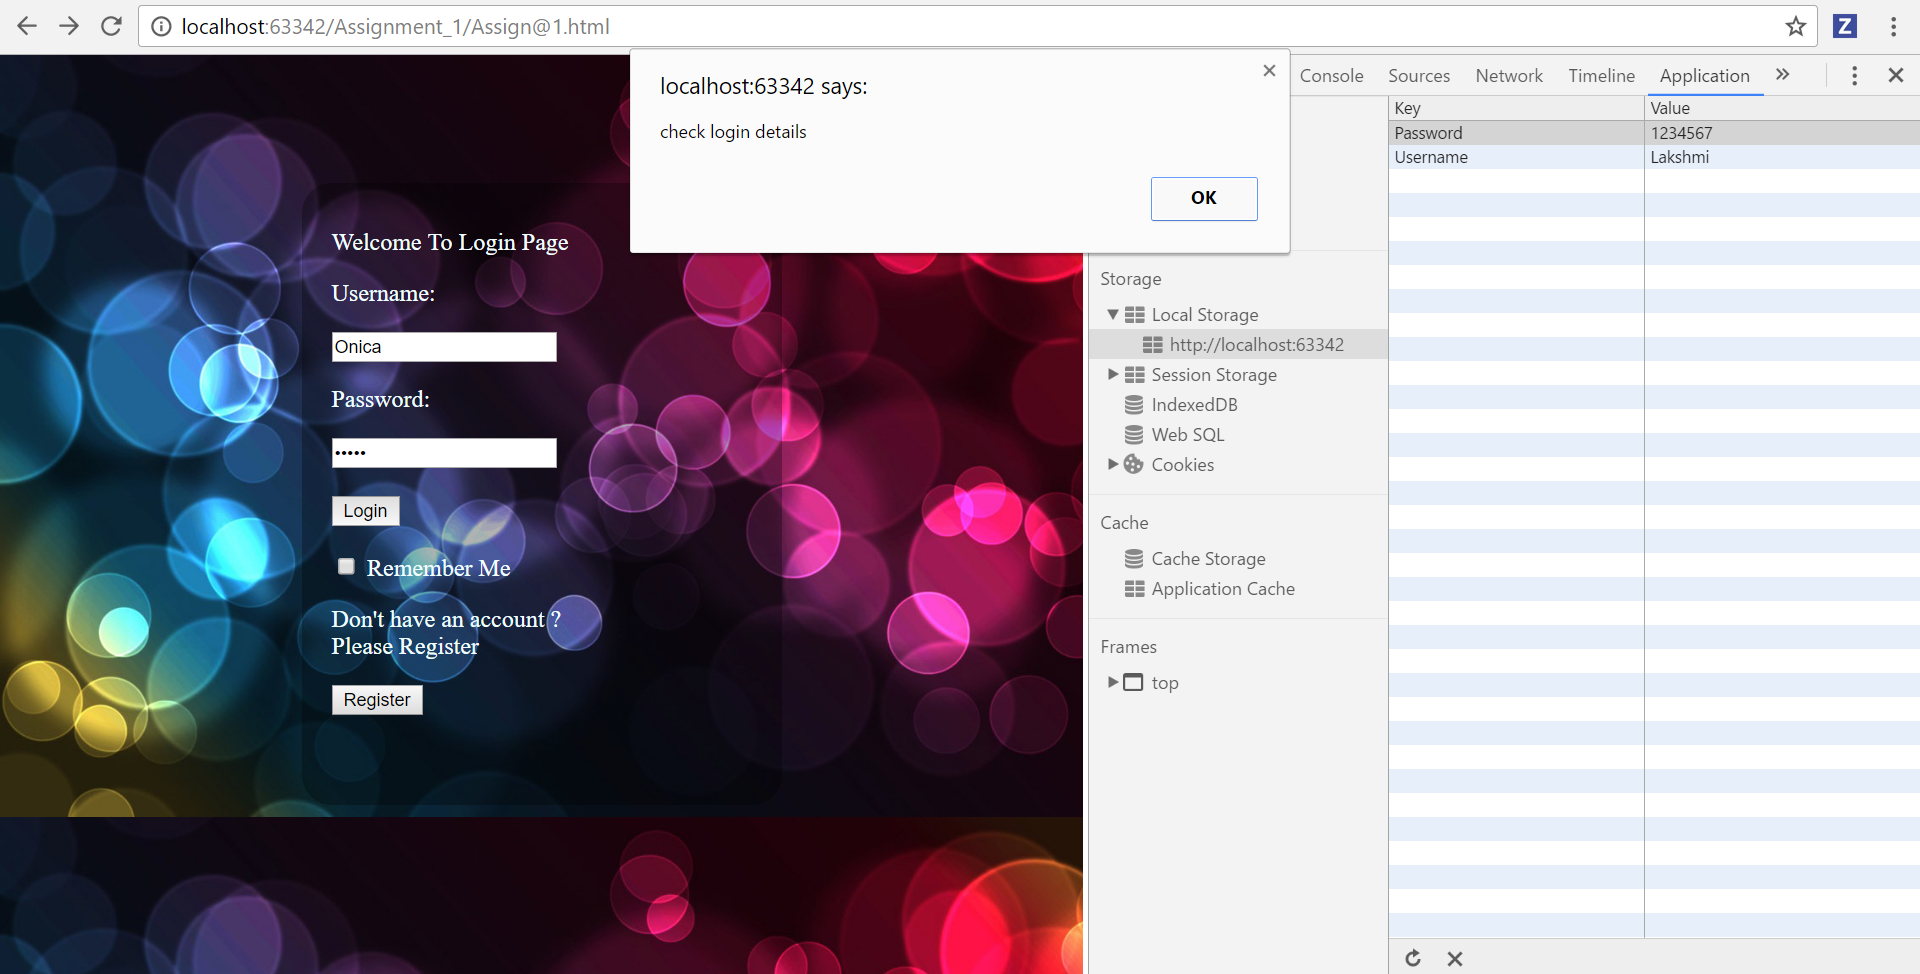 localhost:63342/Assignment_1/Assign@1.html
Z
localhost:63342 says:
check login details
OK
Console Sources Network Timeline Application
Key Value
Password 1234567
Username Lakshmi
Welcome To Login Page
Username:
Onica
Password:
•••••
Login
Remember Me
Don't have an account ?
Please Register
Register
Storage
Local Storage
http://localhost:63342
Session Storage
IndexedDB
Web SQL
Cookies
Cache
Cache Storage
Application Cache
Frames
top